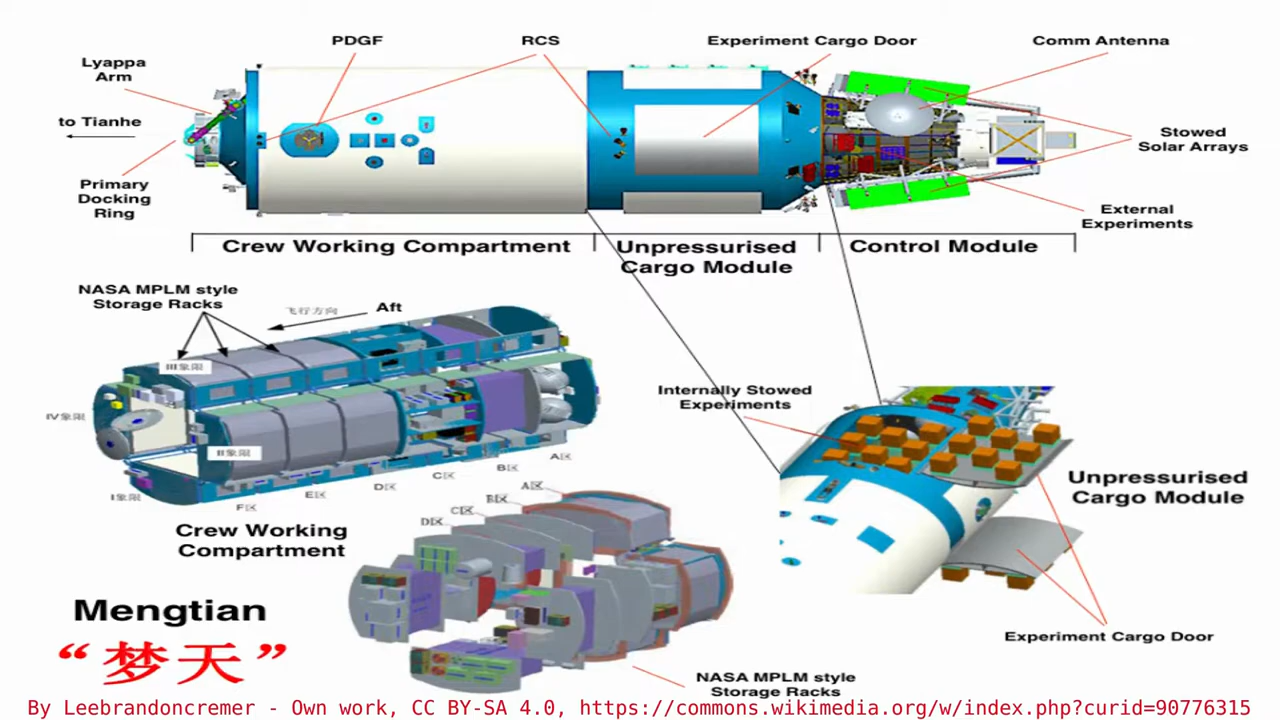 PDGF
RCS
Experiment Cargo Door
Comm Antenna
Lyappa
Arm
to Tianhe
Stowed
Solar Arrays
Primary
Docking
Ring
External
Experiments
Crew Working Compartment
Unpressurised
Cargo Module
Control Module
NASA MPLM style
Storage Racks
飞行方向
Aft
III象限
IV象限
II象限
I象限
A区
B区
C区
D区
E区
F区
Internally Stowed
Experiments
Unpressurised
Cargo Module
A区
B区
C区
D区
Crew Working
Compartment
Mengtian
“梦天”
Experiment Cargo Door
NASA MPLM style
Storage Racks
By Leebrandoncremer - Own work, CC BY-SA 4.0, https://commons.wikimedia.org/w/index.php?curid=90776315